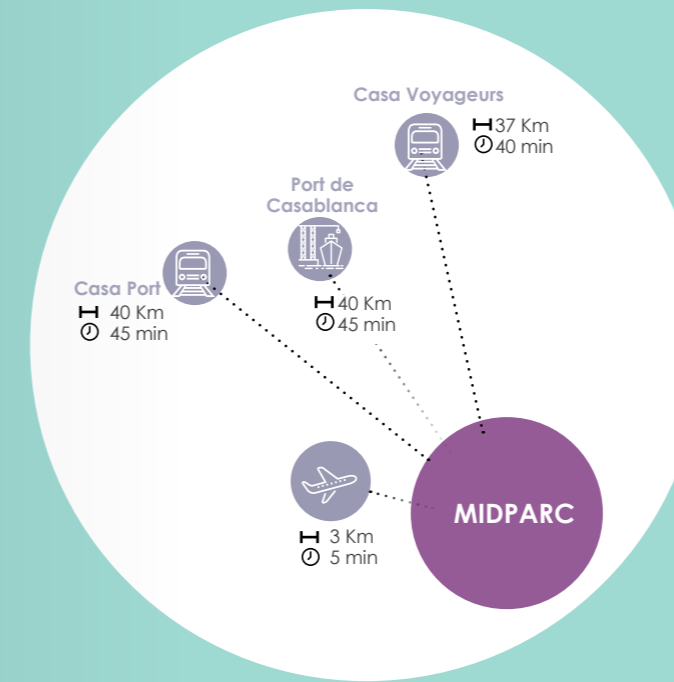 Casa Voyageurs
37 Km
40 min
Port de
Casablanca
40 Km
45 min
Casa Port
40 Km
45 min
3 Km
5 min
MIDPARC